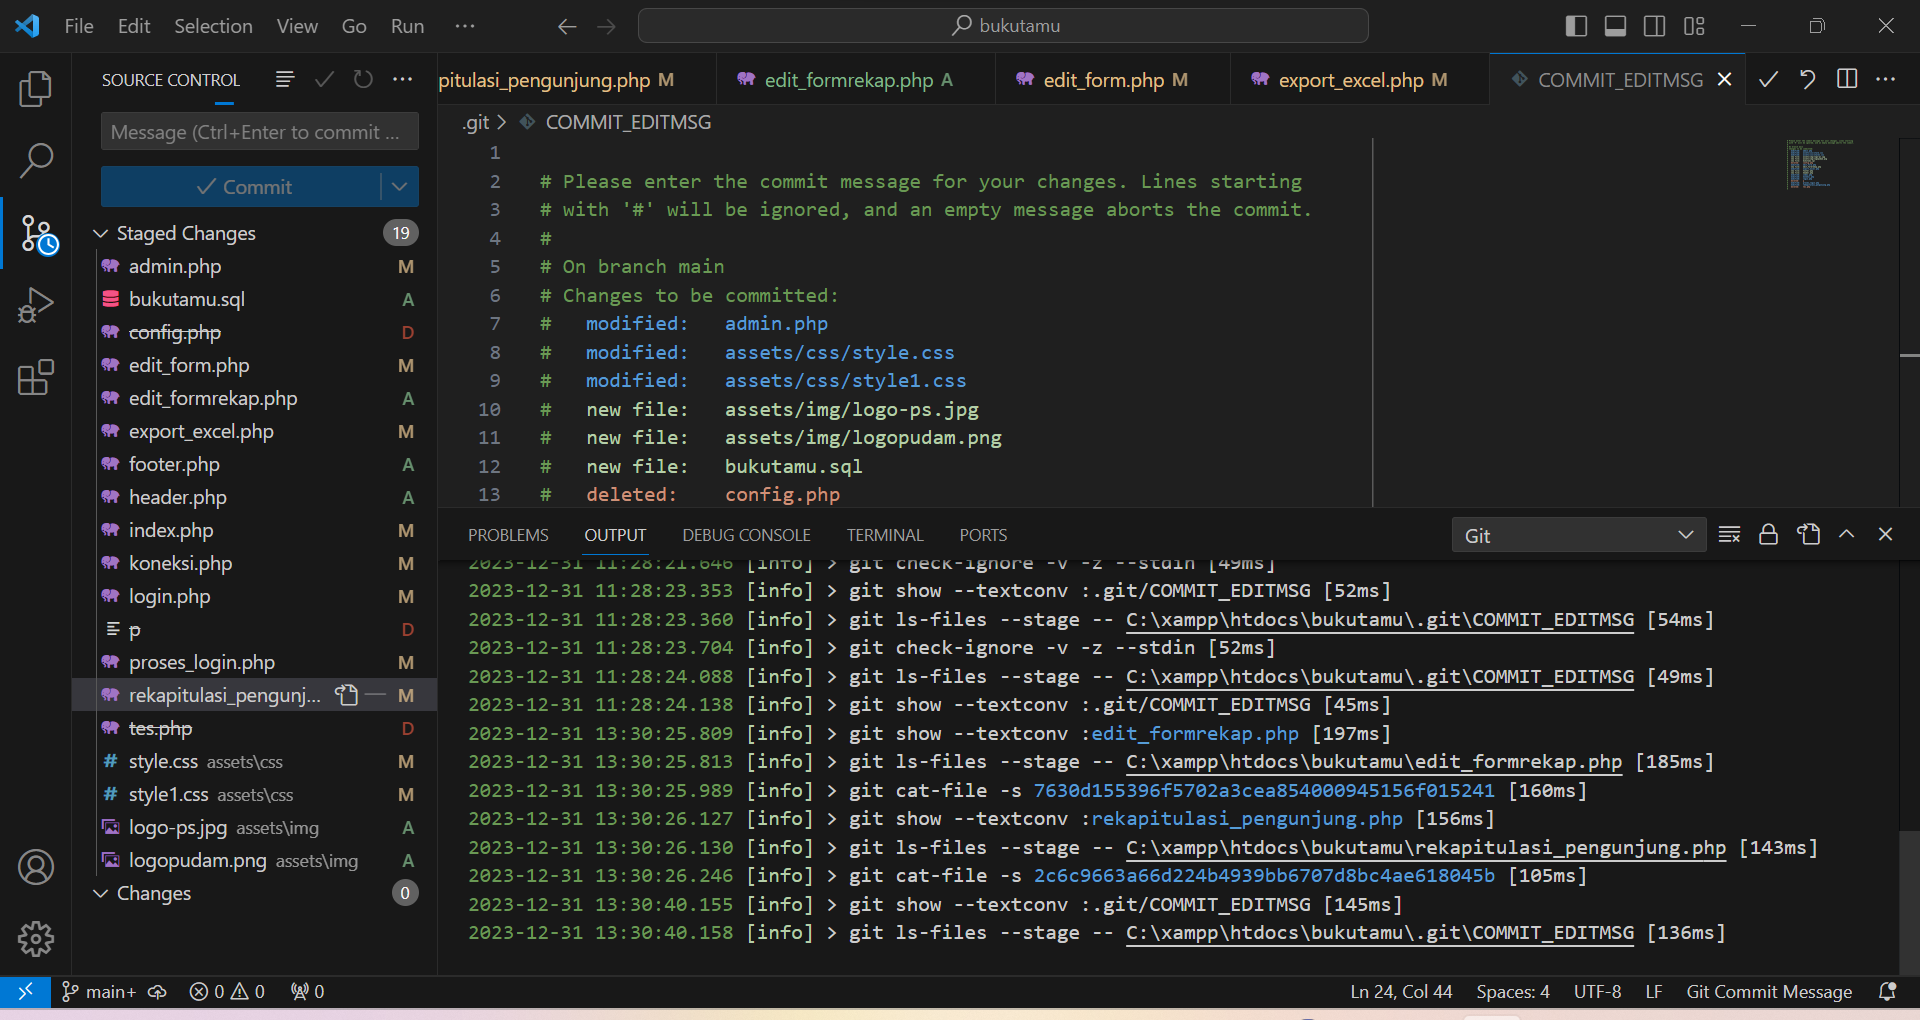 File Edit Selection View Go Run ...
bukutamu
SOURCE CONTROL
Message (Ctrl+Enter to commit ...
Commit
Staged Changes 19
admin.php M
bukutamu.sql A
config.php D
edit_form.php M
edit_formrekap.php A
export_excel.php M
footer.php A
header.php A
index.php M
koneksi.php M
login.php M
p D
proses_login.php M
rekapitulasi_pengunj... M
tes.php D
style.css assets\css M
style1.css assets\css M
logo-ps.jpg assets\img A
logopudam.png assets\img A
Changes 0
pitulasi_pengunjung.php M
edit_formrekap.php A
edit_form.php M
export_excel.php M
COMMIT_EDITMSG
.git > COMMIT_EDITMSG
1
2 # Please enter the commit message for your changes. Lines starting
3 # with '#' will be ignored, and an empty message aborts the commit.
4 #
5 # On branch main
6 # Changes to be committed:
7 # modified: admin.php
8 # modified: assets/css/style.css
9 # modified: assets/css/style1.css
10 # new file: assets/img/logo-ps.jpg
11 # new file: assets/img/logopudam.png
12 # new file: bukutamu.sql
13 # deleted: config.php
PROBLEMS OUTPUT DEBUG CONSOLE TERMINAL PORTS
Git
2023-12-31 11:28:21.646 [info] > git check-ignore -v -z --stdin [49ms]
2023-12-31 11:28:23.353 [info] > git show --textconv :.git/COMMIT_EDITMSG [52ms]
2023-12-31 11:28:23.360 [info] > git ls-files --stage -- C:\xampp\htdocs\bukutamu\.git\COMMIT_EDITMSG [54ms]
2023-12-31 11:28:23.704 [info] > git check-ignore -v -z --stdin [52ms]
2023-12-31 11:28:24.088 [info] > git ls-files --stage -- C:\xampp\htdocs\bukutamu\.git\COMMIT_EDITMSG [49ms]
2023-12-31 11:28:24.138 [info] > git show --textconv :.git/COMMIT_EDITMSG [45ms]
2023-12-31 13:30:25.809 [info] > git show --textconv :edit_formrekap.php [197ms]
2023-12-31 13:30:25.813 [info] > git ls-files --stage -- C:\xampp\htdocs\bukutamu\edit_formrekap.php [185ms]
2023-12-31 13:30:25.989 [info] > git cat-file -s 7630d155396f5702a3cea854000945156f015241 [160ms]
2023-12-31 13:30:26.127 [info] > git show --textconv :rekapitulasi_pengunjung.php [156ms]
2023-12-31 13:30:26.130 [info] > git ls-files --stage -- C:\xampp\htdocs\bukutamu\rekapitulasi_pengunjung.php [143ms]
2023-12-31 13:30:26.246 [info] > git cat-file -s 2c6c9663a66d224b4939bb6707d8bc4ae618045b [105ms]
2023-12-31 13:30:40.155 [info] > git show --textconv :.git/COMMIT_EDITMSG [145ms]
2023-12-31 13:30:40.158 [info] > git ls-files --stage -- C:\xampp\htdocs\bukutamu\.git\COMMIT_EDITMSG [136ms]
main+ 0 0 0
Ln 24, Col 44 Spaces: 4 UTF-8 LF Git Commit Message